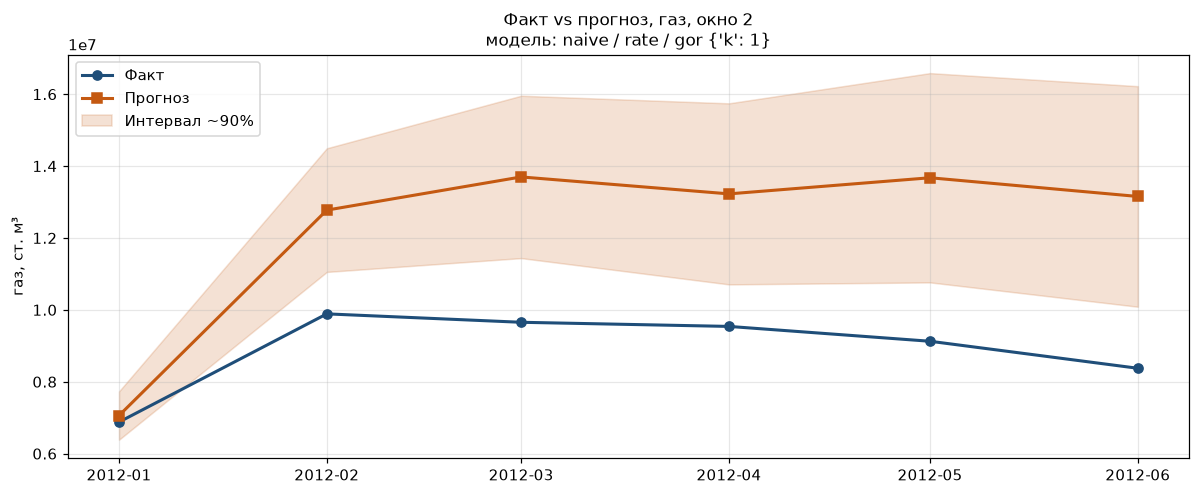 Факт vs прогноз, газ, окно 2
модель: naive / rate / gor {'k': 1}
1e7
Факт
Прогноз
Интервал ~90%
газ, ст. м³
1.6
1.4
1.2
1.0
0.8
0.6
2012-01
2012-02
2012-03
2012-04
2012-05
2012-06